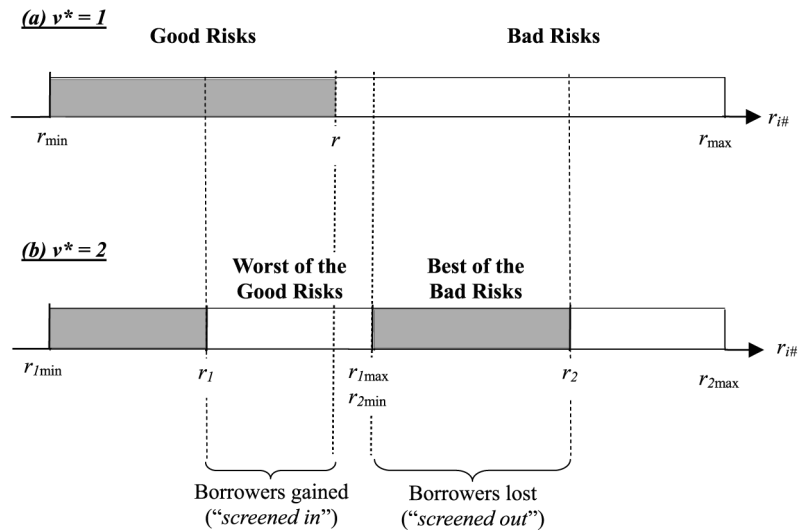 (a) v* = 1
Good Risks Bad Risks
r_i#
r_min r r_max
(b) v* = 2
Worst of the Good Risks
Best of the Bad Risks
r_i#
r_1min r_1 r_1max r_2 r_2max
r_2min
Borrowers gained
("screened in")
Borrowers lost
("screened out")